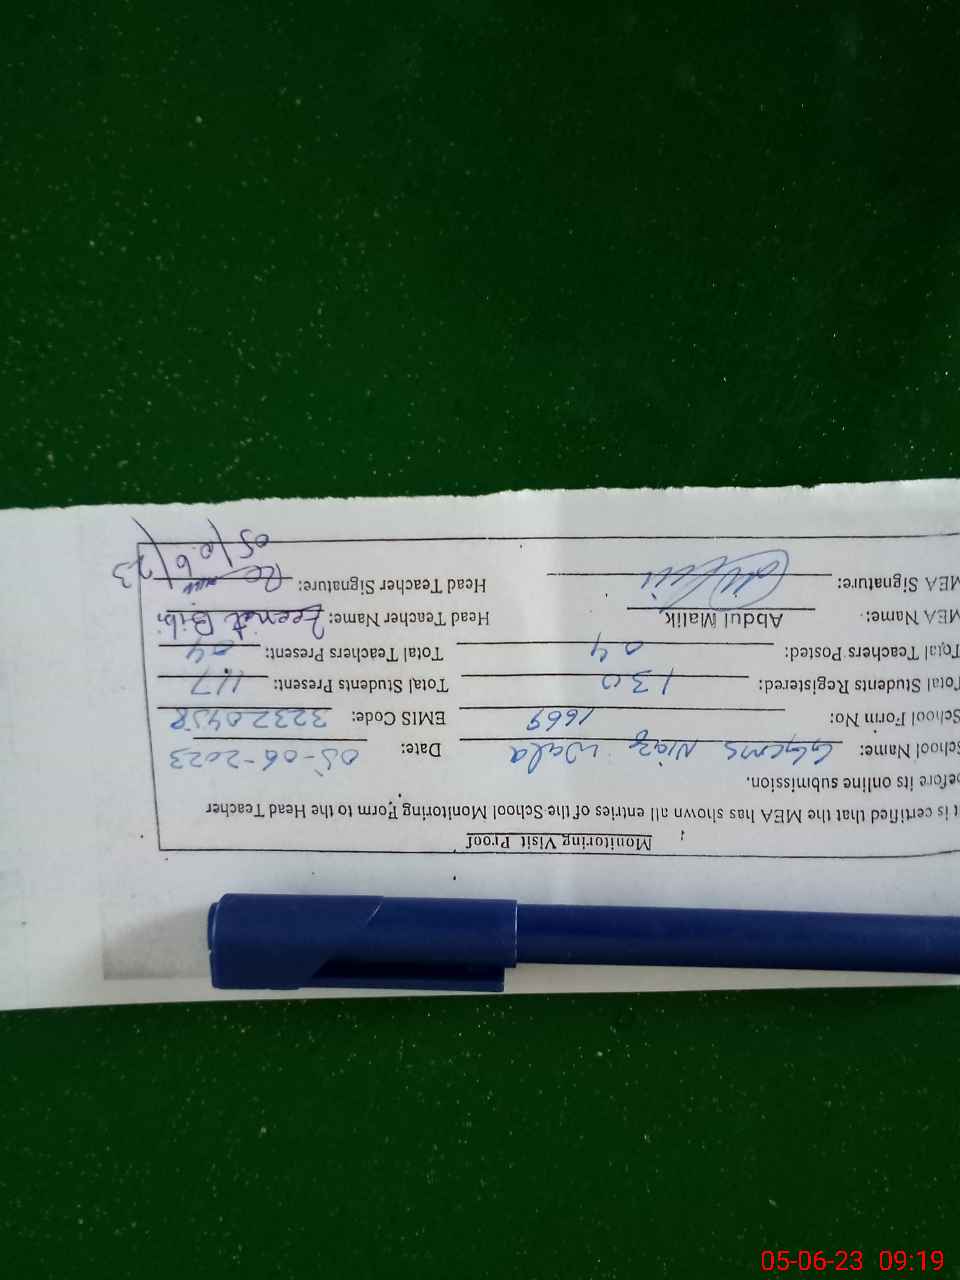 Monitoring Visit Proof
It is certified that the MEA has shown all entries of the School Monitoring Form to the Head Teacher
before its online submission.
School Name: GGCMS Niaz Wala Date: 05-06-2023
School Form No: 1669 EMIS Code: 32320458
Total Students Registered: 130 Total Students Present: 117
Total Teachers Posted: 04 Total Teachers Present: 04
MEA Name: Abdul Malik Head Teacher Name: Zeenat Bibi
MEA Signature: Head Teacher Signature:
05/06/23
05-06-23 09:19